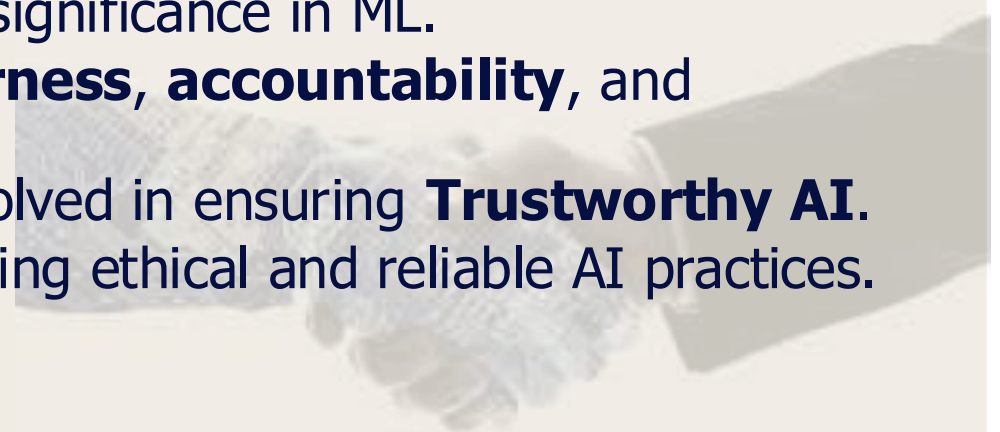 significance in ML.
rness, accountability, and
olved in ensuring Trustworthy AI.
ing ethical and reliable AI practices.